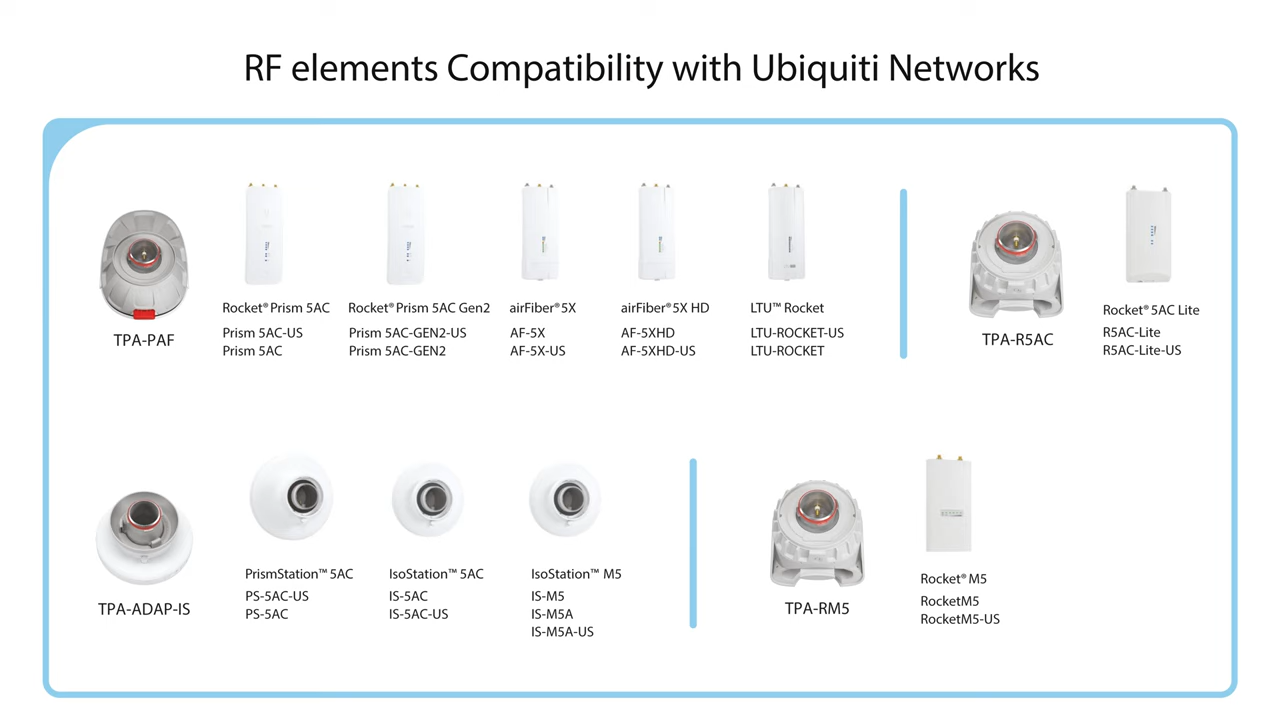 RF elements Compatibility with Ubiquiti Networks
TPA-PAF
Rocket® Prism 5AC
Prism 5AC-US
Prism 5AC
Rocket® Prism 5AC Gen2
Prism 5AC-GEN2-US
Prism 5AC-GEN2
airFiber® 5X
AF-5X
AF-5X-US
airFiber® 5X HD
AF-5XHD
AF-5XHD-US
LTU™ Rocket
LTU-ROCKET-US
LTU-ROCKET
TPA-R5AC
Rocket® 5AC Lite
R5AC-Lite
R5AC-Lite-US
TPA-ADAP-IS
PrismStation™ 5AC
PS-5AC-US
PS-5AC
IsoStation™ 5AC
IS-5AC
IS-5AC-US
IsoStation™ M5
IS-M5
IS-M5A
IS-M5A-US
TPA-RM5
Rocket® M5
RocketM5
RocketM5-US